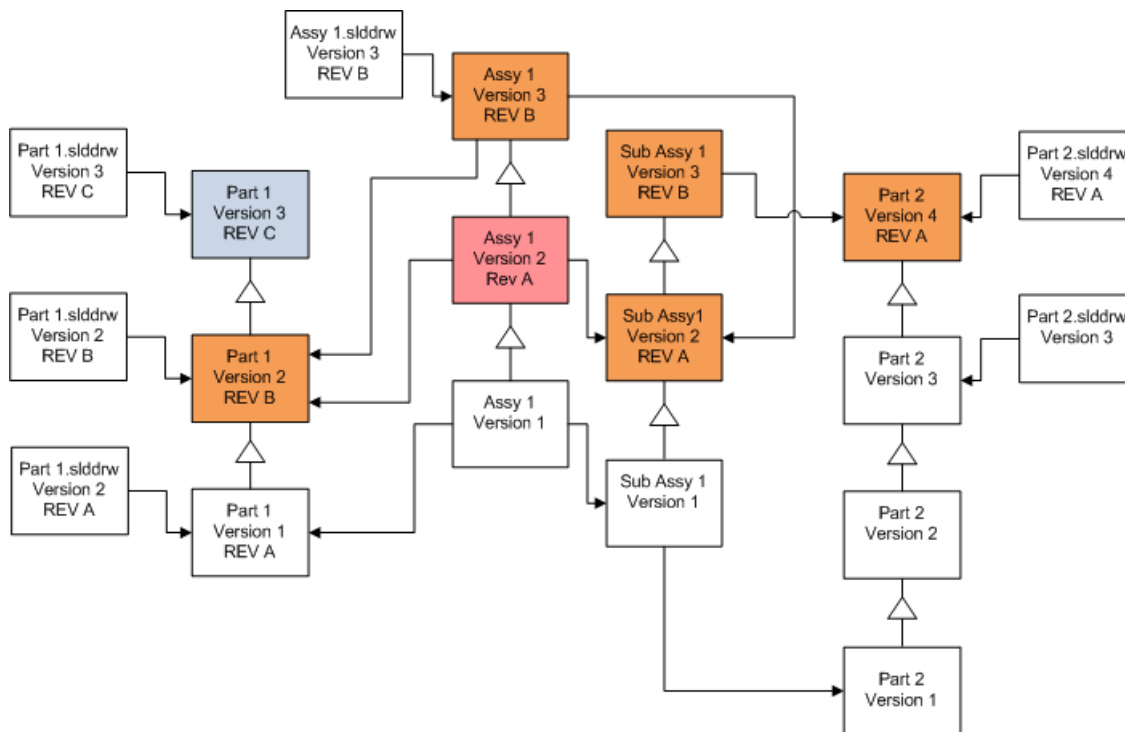 Assy 1.slddrw
Version 3
REV B
Assy 1
Version 3
REV B
Part 1.slddrw
Version 3
REV C
Part 1
Version 3
REV C
Sub Assy 1
Version 3
REV B
Part 2
Version 4
REV A
Part 2.slddrw
Version 4
REV A
Assy 1
Version 2
Rev A
Part 1.slddrw
Version 2
REV B
Part 1
Version 2
REV B
Sub Assy1
Version 2
REV A
Part 2
Version 3
Part 2.slddrw
Version 3
Assy 1
Version 1
Part 1.slddrw
Version 2
REV A
Part 1
Version 1
REV A
Sub Assy 1
Version 1
Part 2
Version 2
Part 2
Version 1